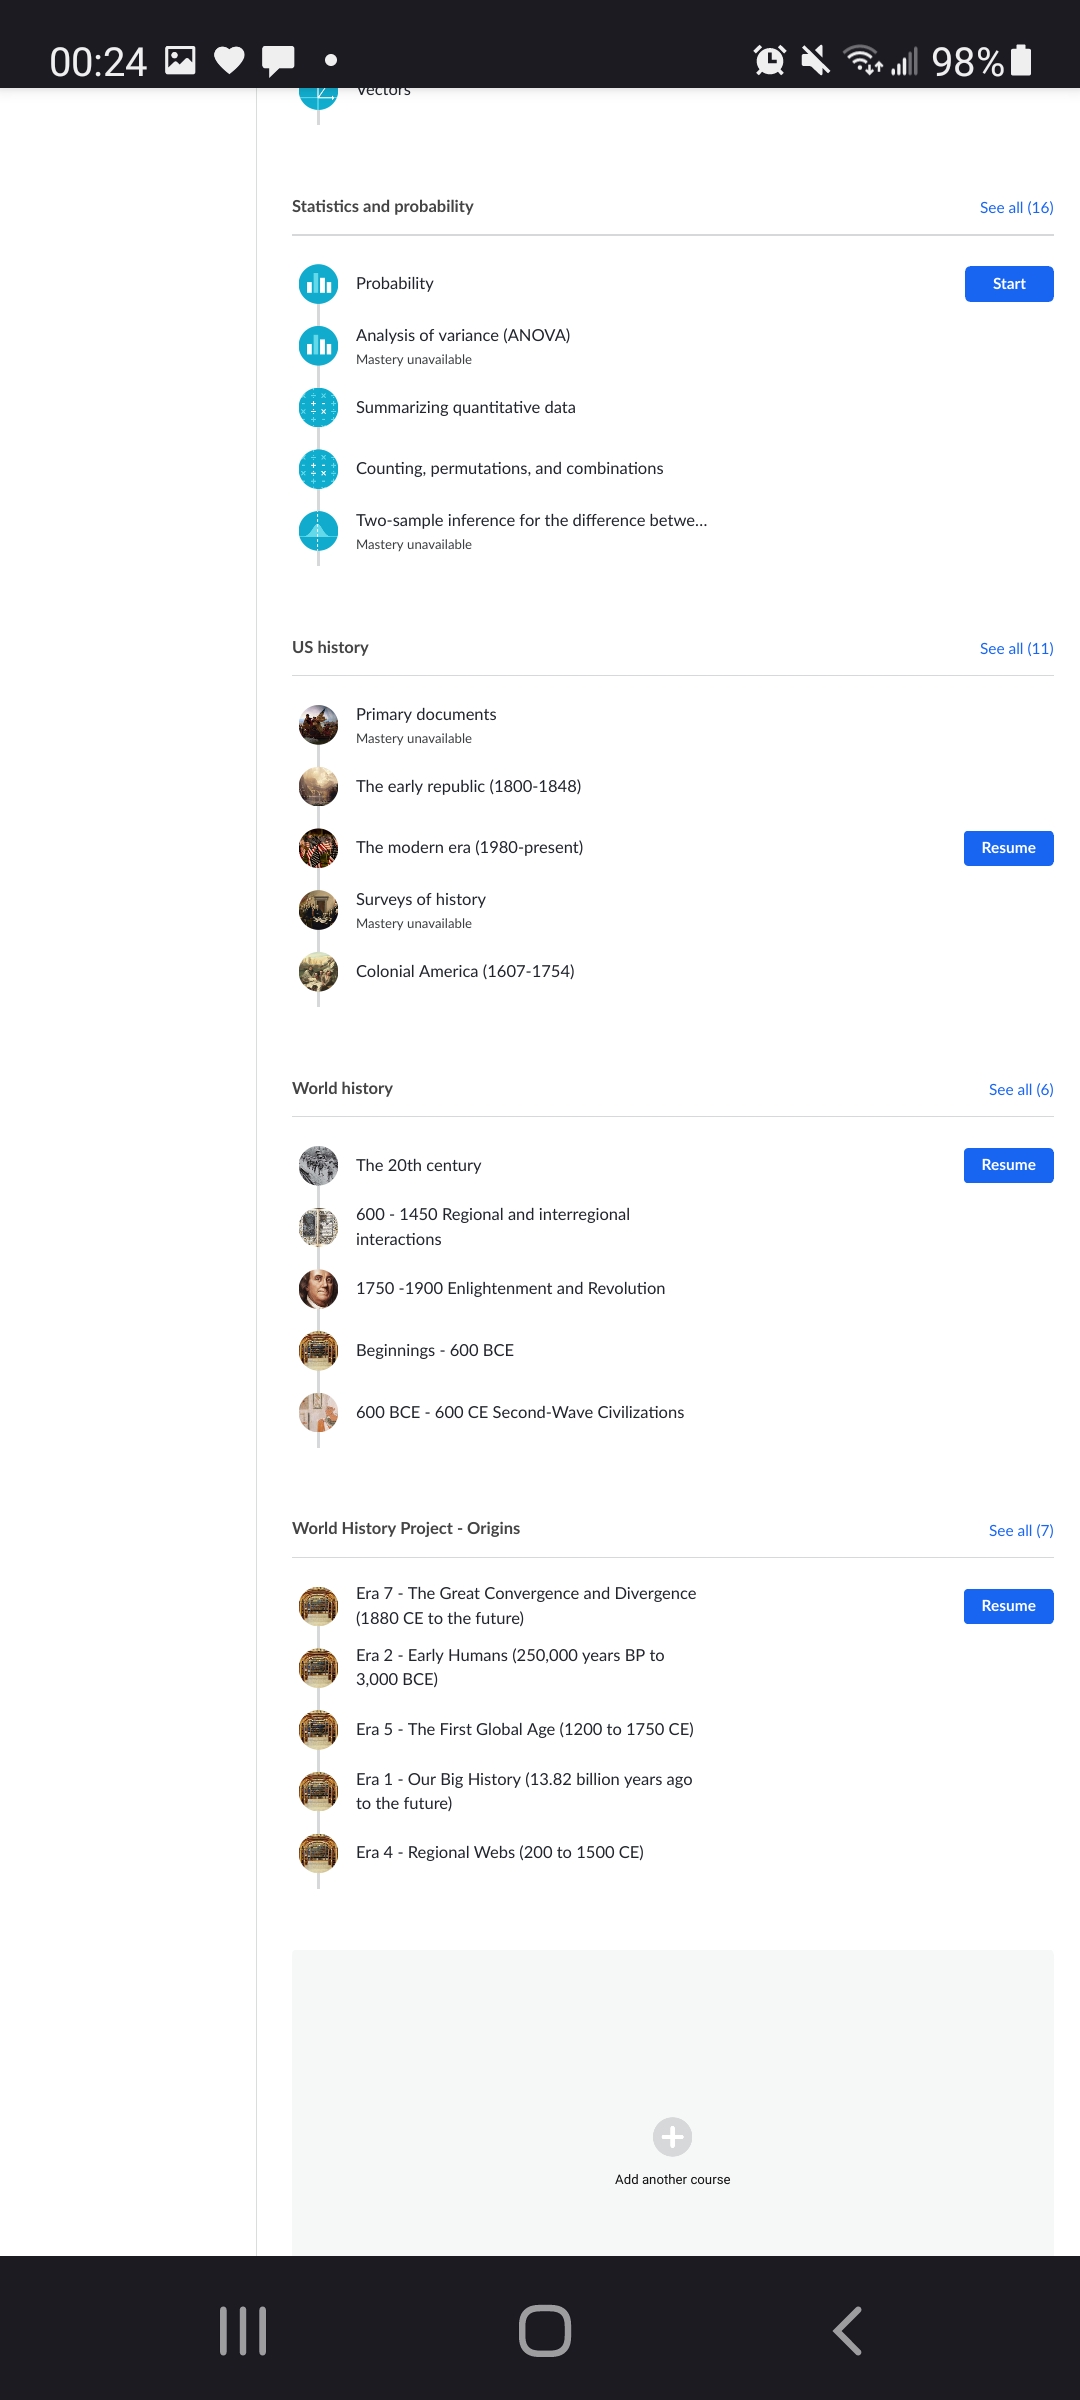 00:24
98%
Vectors
Statistics and probability
See all (16)
Probability
Start
Analysis of variance (ANOVA)
Mastery unavailable
Summarizing quantitative data
Counting, permutations, and combinations
Two-sample inference for the difference betwe...
Mastery unavailable
US history
See all (11)
Primary documents
Mastery unavailable
The early republic (1800-1848)
The modern era (1980-present)
Resume
Surveys of history
Mastery unavailable
Colonial America (1607-1754)
World history
See all (6)
The 20th century
Resume
600 - 1450 Regional and interregional
interactions
1750 -1900 Enlightenment and Revolution
Beginnings - 600 BCE
600 BCE - 600 CE Second-Wave Civilizations
World History Project - Origins
See all (7)
Era 7 - The Great Convergence and Divergence
(1880 CE to the future)
Resume
Era 2 - Early Humans (250,000 years BP to
3,000 BCE)
Era 5 - The First Global Age (1200 to 1750 CE)
Era 1 - Our Big History (13.82 billion years ago
to the future)
Era 4 - Regional Webs (200 to 1500 CE)
Add another course